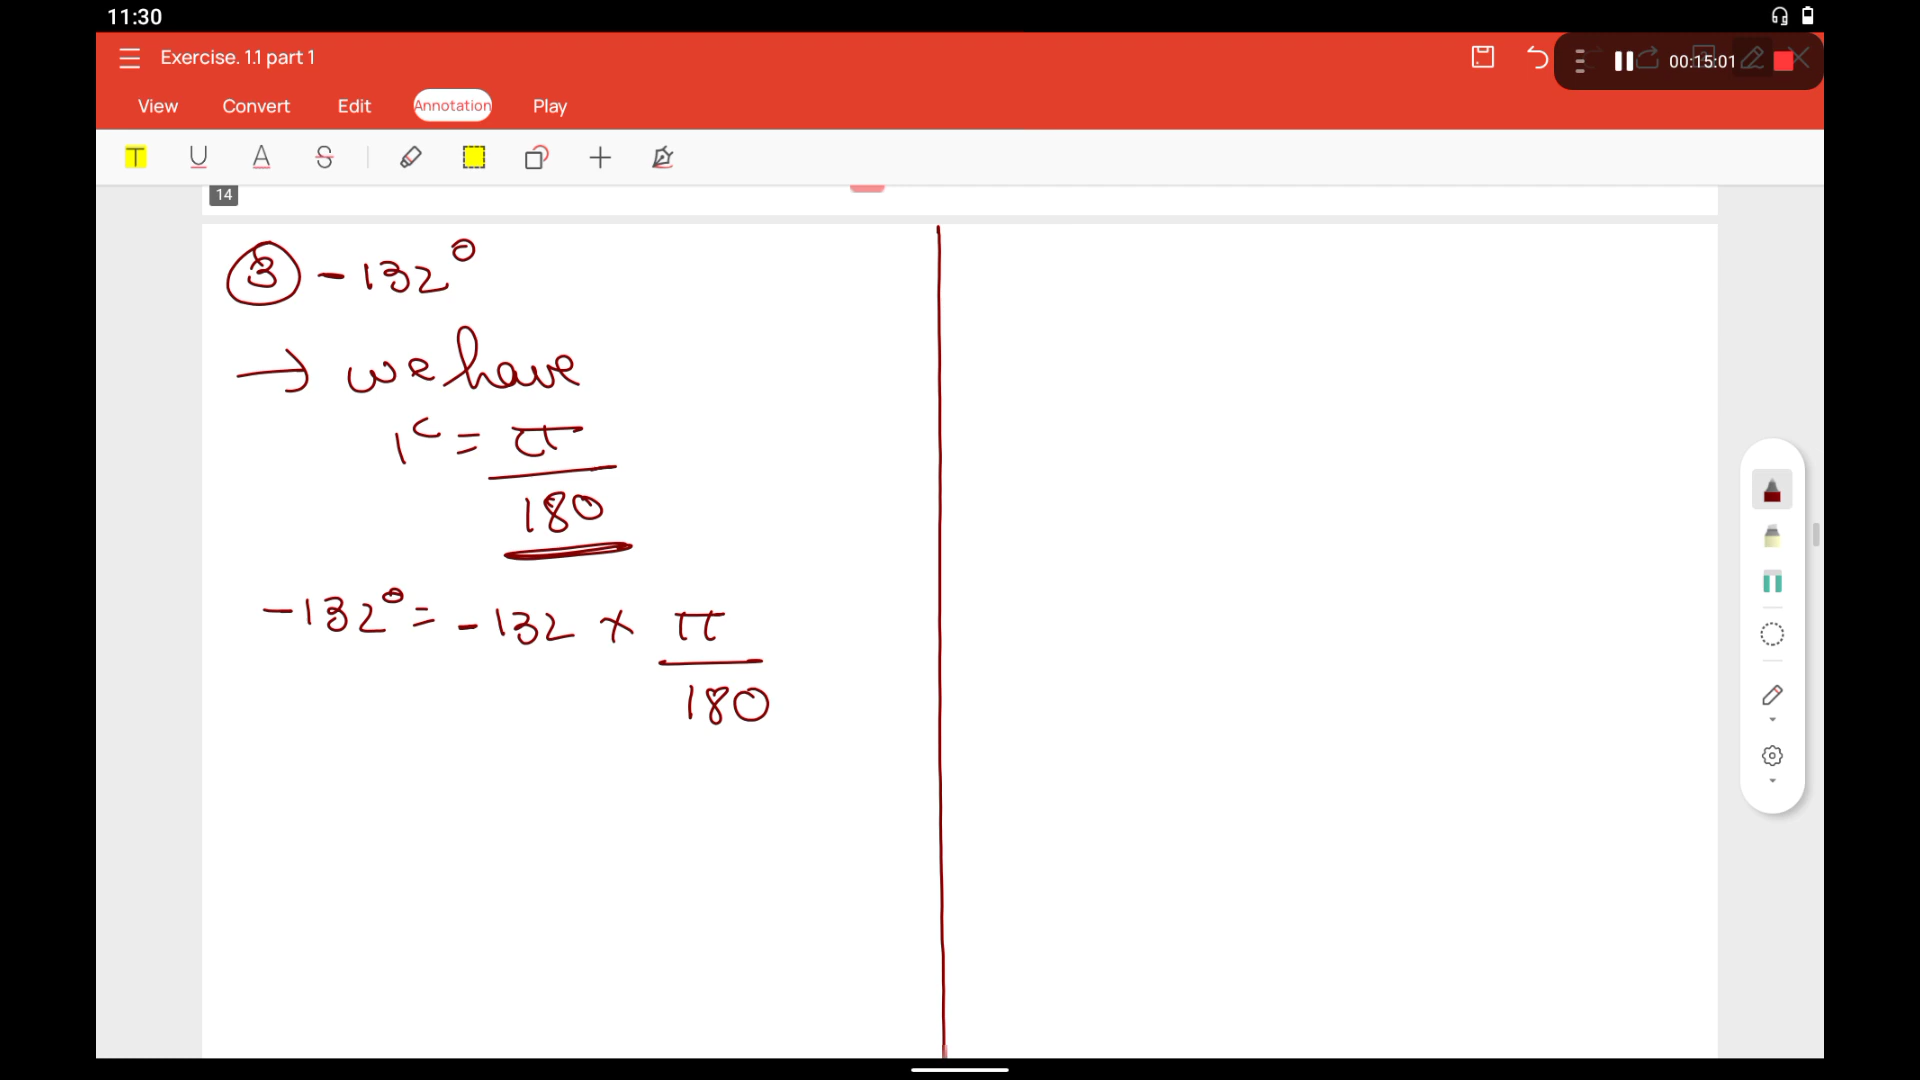 11:30
Exercise. 1.1 part 1
00:15:01
View Convert Edit Annotation Play
T U A S
14
3 - 132°
→ we have
1ᶜ = π
180
-132° = - 132 × π
180